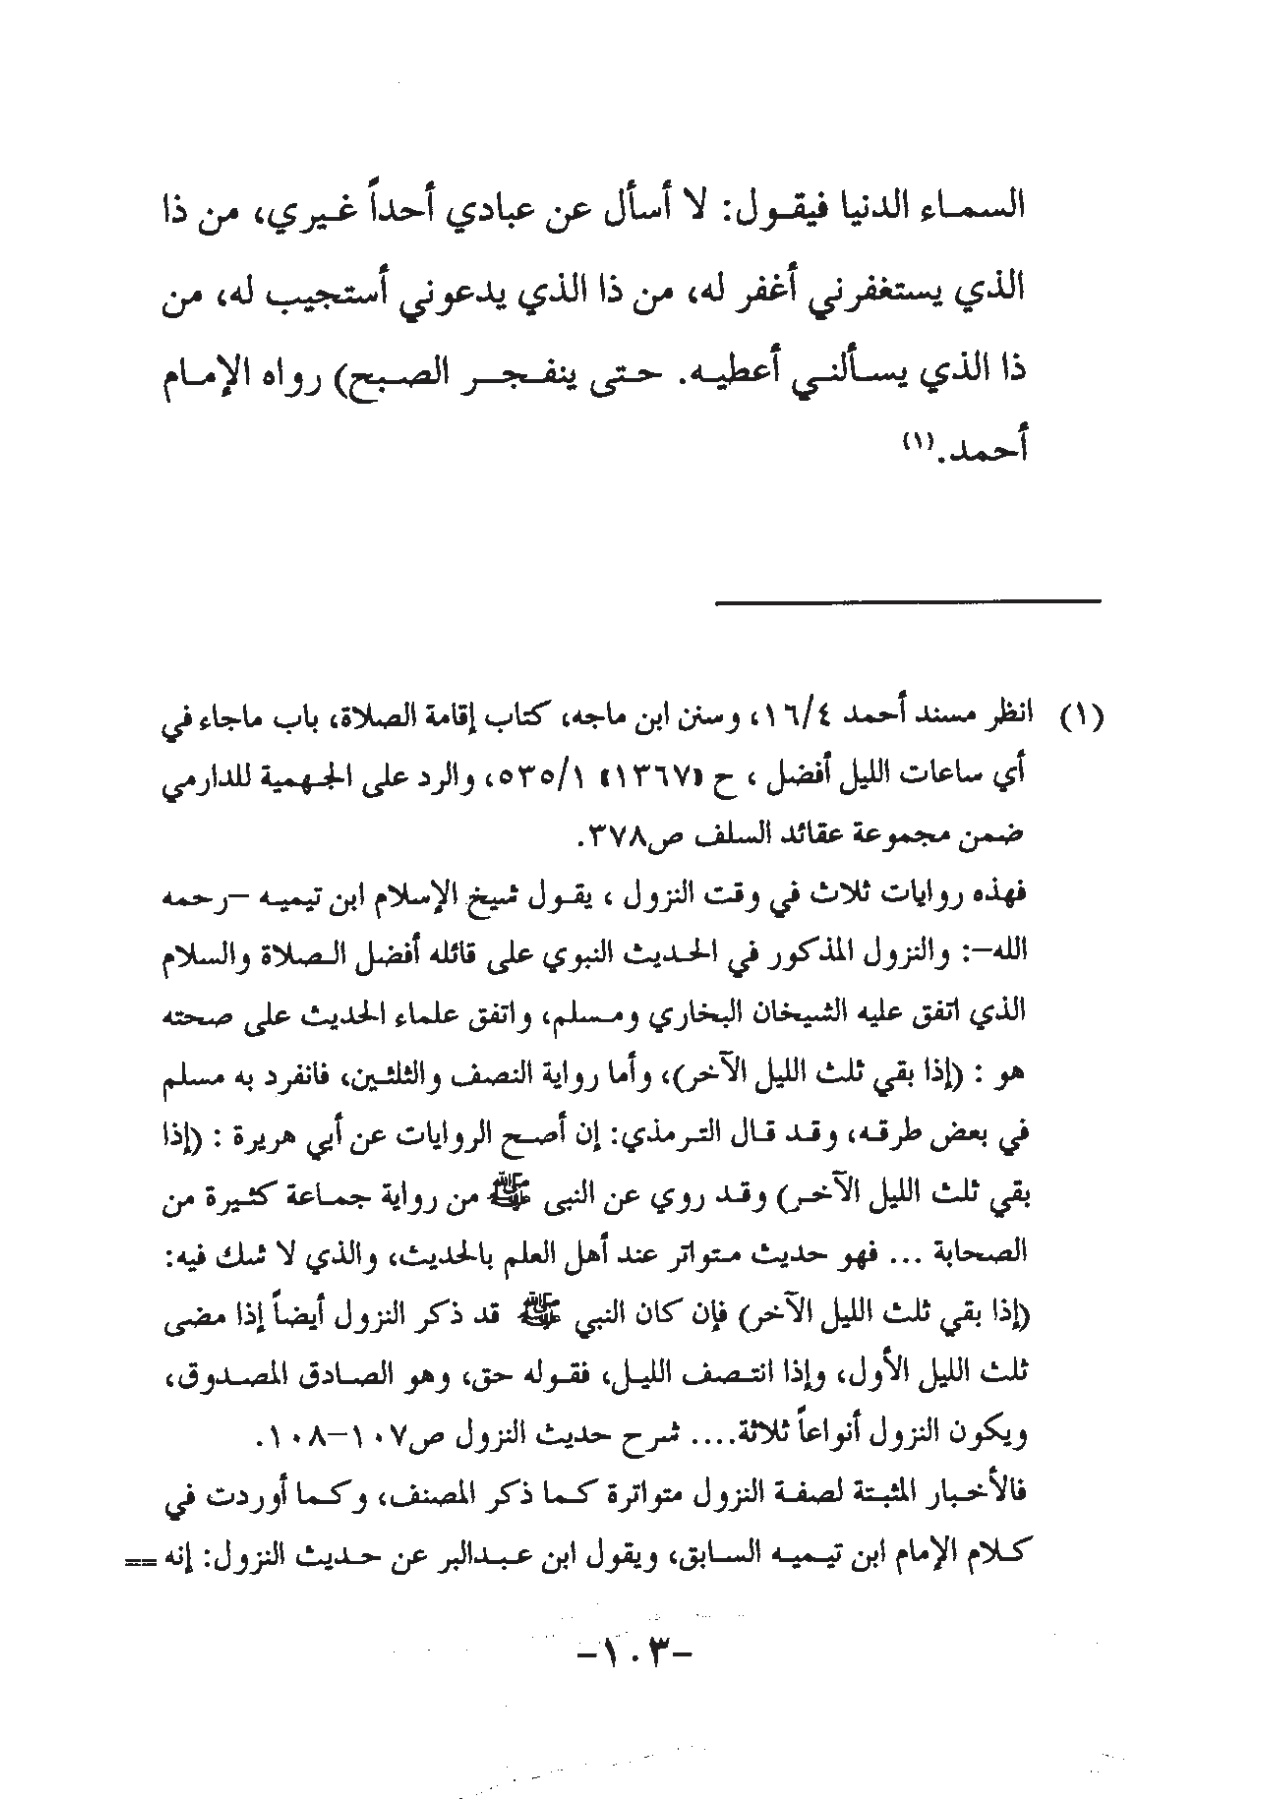 السماء الدنيا فيقول: لا أسأل عن عبادي أحداً غيري، من ذا
الذي يستغفرني أغفر له، من ذا الذي يدعوني أستجيب له، من
ذا الذي يسألني أعطيه. حتى ينفجر الصبح) رواه الإمام
أحمد.(١)
(١) انظر مسند أحمد ١٦/٤، وسنن ابن ماجه، كتاب إقامة الصلاة، باب ماجاء في
أي ساعات الليل أفضل ، ح «١٣٦٧» ٥٣٥/١، والرد على الجهمية للدارمي
ضمن مجموعة عقائد السلف ص٣٧٨.
فهذه روايات ثلاث في وقت النزول ، يقول شيخ الإسلام ابن تيميه –رحمه
الله–: والنزول المذكور في الحديث النبوي على قائله أفضل الصلاة والسلام
الذي اتفق عليه الشيخان البخاري ومسلم، واتفق علماء الحديث على صحته
هو : (إذا بقي ثلث الليل الآخر)، وأما رواية النصف والثلثين، فانفرد به مسلم
في بعض طرقه، وقد قال الترمذي: إن أصح الروايات عن أبي هريرة : (إذا
بقي ثلث الليل الآخر) وقد روي عن النبى ﷺ من رواية جماعة كثيرة من
الصحابة ... فهو حديث متواتر عند أهل العلم بالحديث، والذي لا شك فيه:
(إذا بقي ثلث الليل الآخر) فإن كان النبي ﷺ قد ذكر النزول أيضاً إذا مضى
ثلث الليل الأول، وإذا انتصف الليل، فقوله حق، وهو الصادق المصدوق،
ويكون النزول أنواعاً ثلاثة.... شرح حديث النزول ص١٠٧–١٠٨.
فالأخبار المثبتة لصفة النزول متواترة كما ذكر المصنف، وكما أوردت في
كلام الإمام ابن تيميه السابق، ويقول ابن عبدالبر عن حديث النزول: إنه ==
–١٠٣–